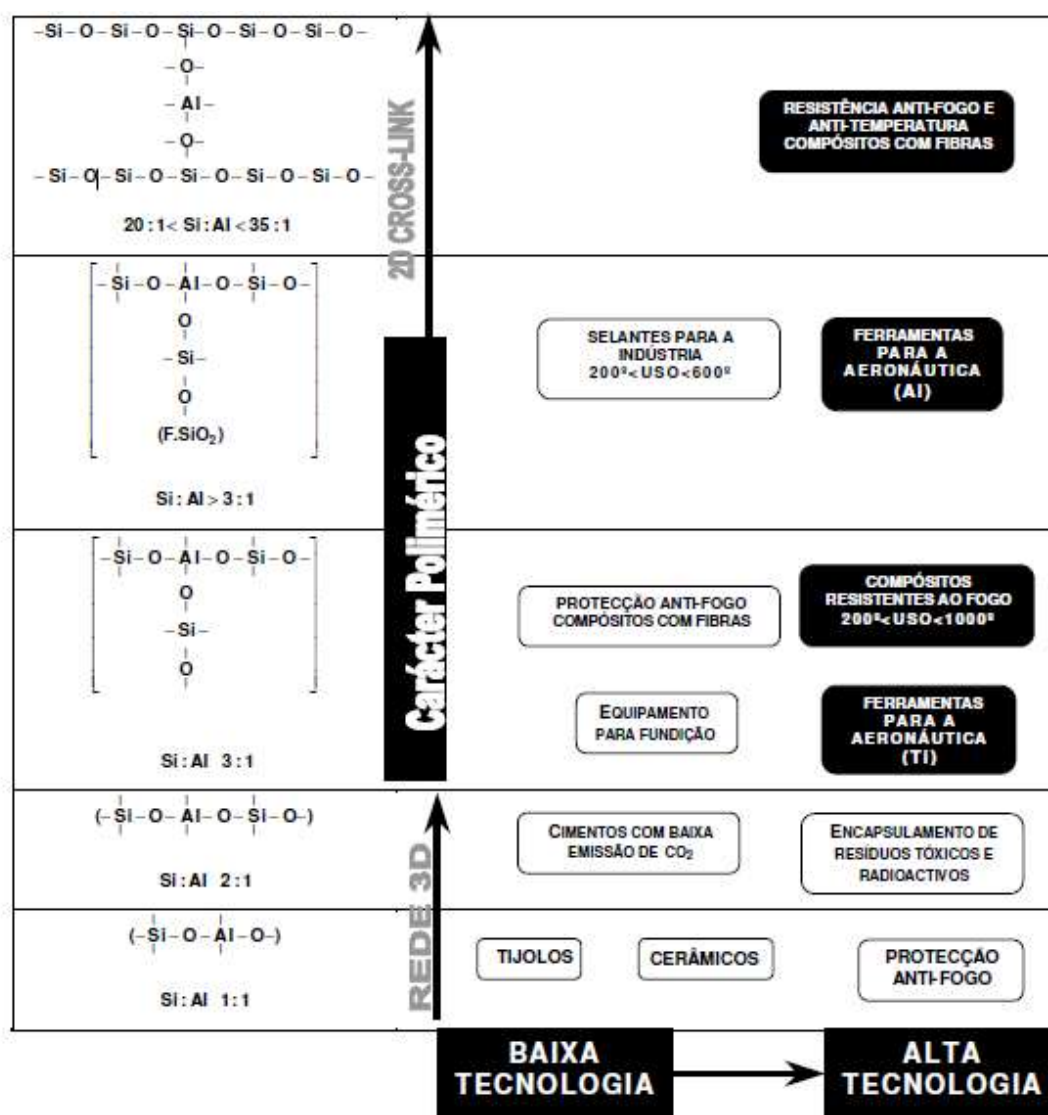 –Si–O–Si–O–Si–O–Si–O–Si–O–
–O–
–Al–
–O–
–Si–O–Si–O–Si–O–Si–O–Si–O–
20:1< Si:Al <35:1
2D CROSS-LINK
RESISTÊNCIA ANTI-FOGO E
ANTI-TEMPERATURA
COMPÓSITOS COM FIBRAS
–Si–O–Al–O–Si–O–
O
–Si–
O
(F.SiO₂)
Si:Al > 3:1
SELANTES PARA A
INDÚSTRIA
200º<USO<600º
FERRAMENTAS
PARA A
AERONÁUTICA
(Al)
Carácter Polimérico
–Si–O–Al–O–Si–O–
O
–Si–
O
Si:Al 3:1
PROTECÇÃO ANTI-FOGO
COMPÓSITOS COM FIBRAS
COMPÓSITOS
RESISTENTES AO FOGO
200º<USO<1000º
EQUIPAMENTO
PARA FUNDIÇÃO
FERRAMENTAS
PARA A
AERONÁUTICA
(TI)
(–Si–O–Al–O–Si–O–)
Si:Al 2:1
REDE 3D
CIMENTOS COM BAIXA
EMISSÃO DE CO₂
ENCAPSULAMENTO DE
RESÍDUOS TÓXICOS E
RADIOACTIVOS
(–Si–O–Al–O–)
Si:Al 1:1
TIJOLOS
CERÂMICOS
PROTECÇÃO
ANTI-FOGO
BAIXA
TECNOLOGIA
ALTA
TECNOLOGIA